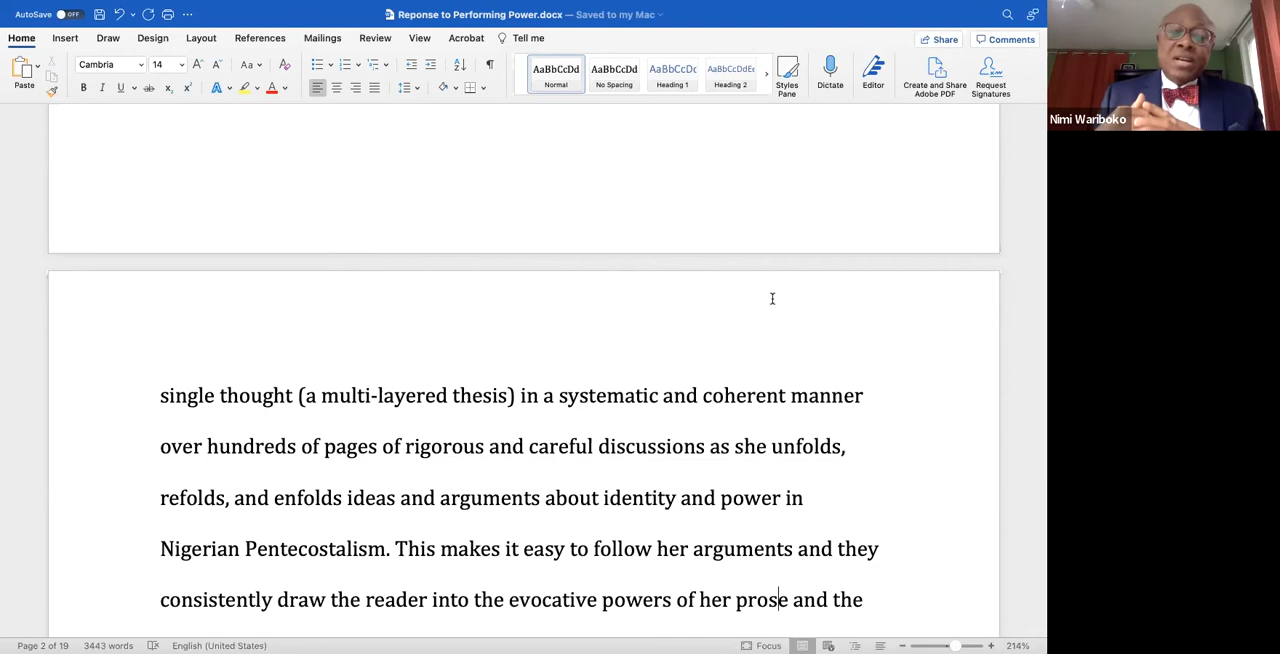 AutoSave OFF
Reponse to Performing Power.docx — Saved to my Mac
Home Insert Draw Design Layout References Mailings Review View Acrobat Tell me
Share Comments
Paste
Cambria 14
AaBbCcDd AaBbCcDd AaBbCcDc AaBbCcDdEe
Normal No Spacing Heading 1 Heading 2
Styles Pane
Dictate
Editor
Create and Share Adobe PDF
Request Signatures
Nimi Wariboko
single thought (a multi-layered thesis) in a systematic and coherent manner
over hundreds of pages of rigorous and careful discussions as she unfolds,
refolds, and enfolds ideas and arguments about identity and power in
Nigerian Pentecostalism. This makes it easy to follow her arguments and they
consistently draw the reader into the evocative powers of her prose and the
Page 2 of 19 3443 words English (United States) Focus 214%